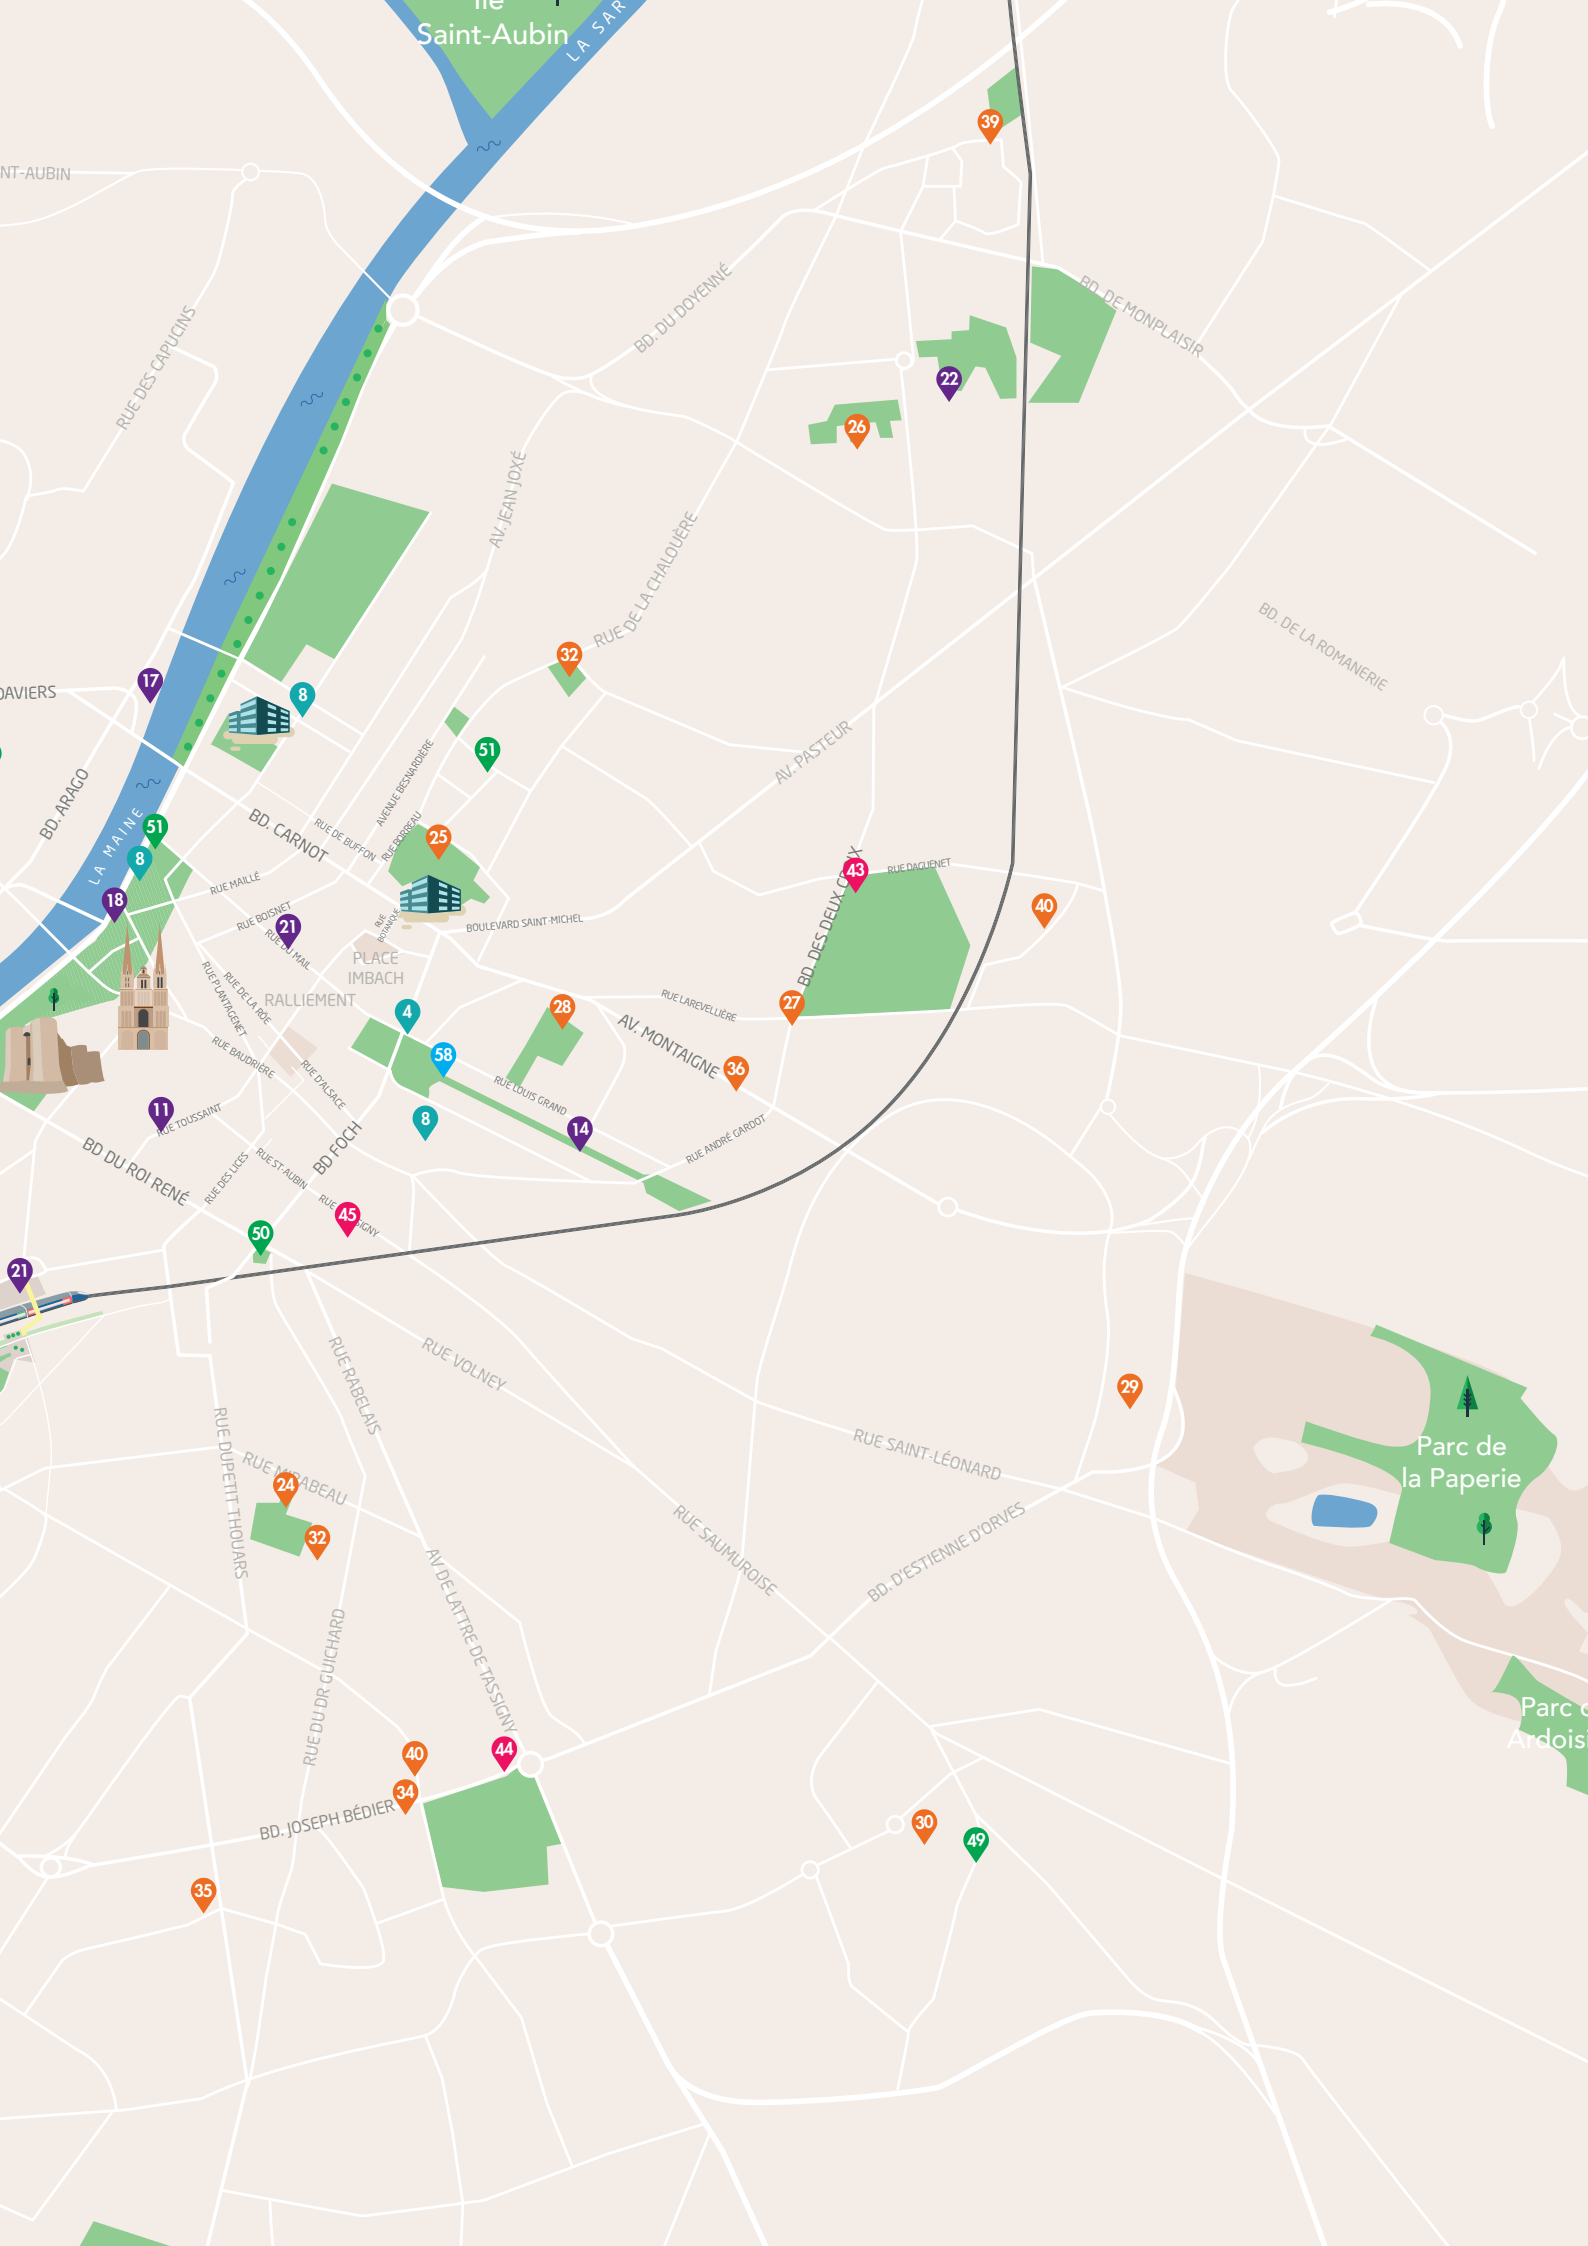 Île
Saint-Aubin
LA SAR
39
NT-AUBIN
BD. DU DOYENNÉ
BD. DE MONPLAISIR
RUE DES CAPUCINS
22
26
AV. JEAN JOXÉ
RUE DE LA CHALOUÈRE
BD. DE LA ROMANERIE
32
17
DAVIERS
8
51
AV. PASTEUR
AVENUE BESNARDIÈRE
BD. ARAGO
BD. CARNOT
RUE DE BUFFON
RUE BORREAU
25
LA MAINE
51
8
43
RUE DAGUENET
RUE MAILLÉ
18
40
RUE BOISNET
21
RUE DU MAIL
RUE
BOTANIQUE
BOULEVARD SAINT-MICHEL
BD. DES DEUX CROIX
PLACE
IMBACH
RUE PLANTAGENET
RUE DE LA RÖE
RALLIEMENT
4
28
RUE LAREVELLIÈRE
27
AV. MONTAIGNE
RUE BAUDRIÈRE
58
36
RUE D'ALSACE
RUE LOUIS GRAND
11
RUE TOUSSAINT
8
14
RUE ANDRÉ GARDOT
BD DU ROI RENÉ
BD FOCH
RUE DES LICES
RUE ST-AUBIN
45
50
21
RUE RABELAIS
RUE VOLNEY
29
RUE DUPETIT THOUARS
RUE SAINT-LÉONARD
Parc de
la Paperie
RUE MIRABEAU
24
32
RUE SAUMUROISE
BD. D'ESTIENNE D'ORVES
AV DE LATTRE DE TASSIGNY
RUE DU DR GUICHARD
Parc d
Ardoisi
40
44
34
BD. JOSEPH BÉDIER
30
49
35